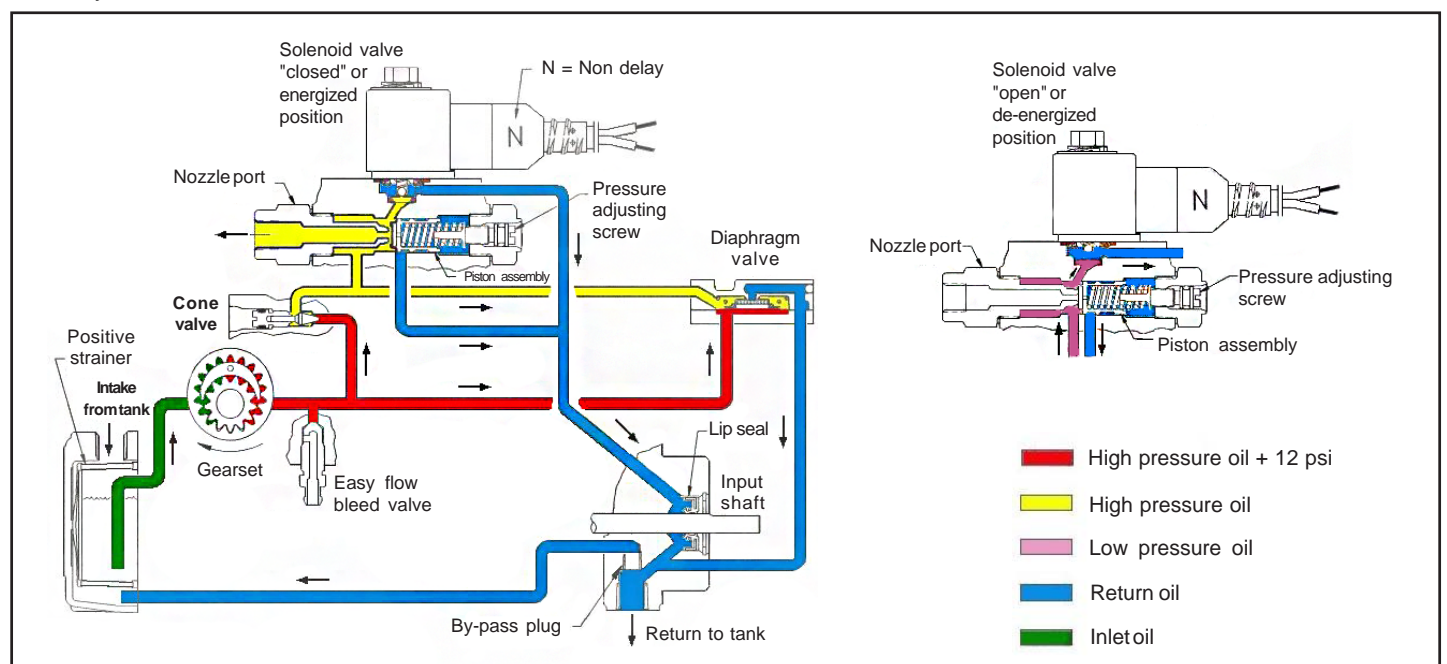 Solenoid valve
"closed" or
energized
position
N = Non delay
N
Nozzle port
Pressure
adjusting
screw
Piston assembly
Diaphragm
valve
Cone
valve
Positive
strainer
Intake
from tank
Gearset
Easy flow
bleed valve
Lip seal
Input
shaft
By-pass plug
Return to tank
Solenoid valve
"open" or
de-energized
position
N
Nozzle port
Pressure adjusting
screw
Piston assembly
High pressure oil + 12 psi
High pressure oil
Low pressure oil
Return oil
Inlet oil